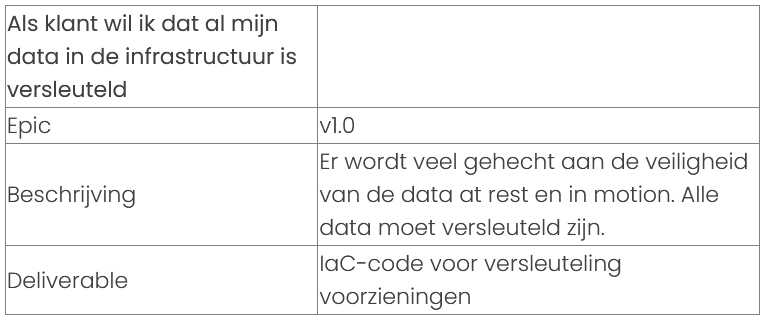 Als klant wil ik dat al mijn
data in de infrastructuur is
versleuteld
Epic
v1.0
Beschrijving
Er wordt veel gehecht aan de veiligheid
van de data at rest en in motion. Alle
data moet versleuteld zijn.
Deliverable
IaC-code voor versleuteling
voorzieningen